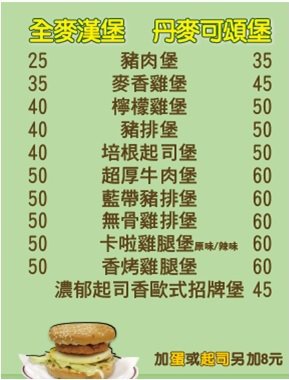 全麥漢堡 丹麥可頌堡
25 豬肉堡 35
35 麥香雞堡 45
40 檸檬雞堡 50
40 豬排堡 50
40 培根起司堡 50
50 超厚牛肉堡 60
50 藍帶豬排堡 60
50 無骨雞排堡 60
50 卡啦雞腿堡原味/辣味 60
50 香烤雞腿堡 60
濃郁起司香歐式招牌堡 45
加蛋或起司另加8元